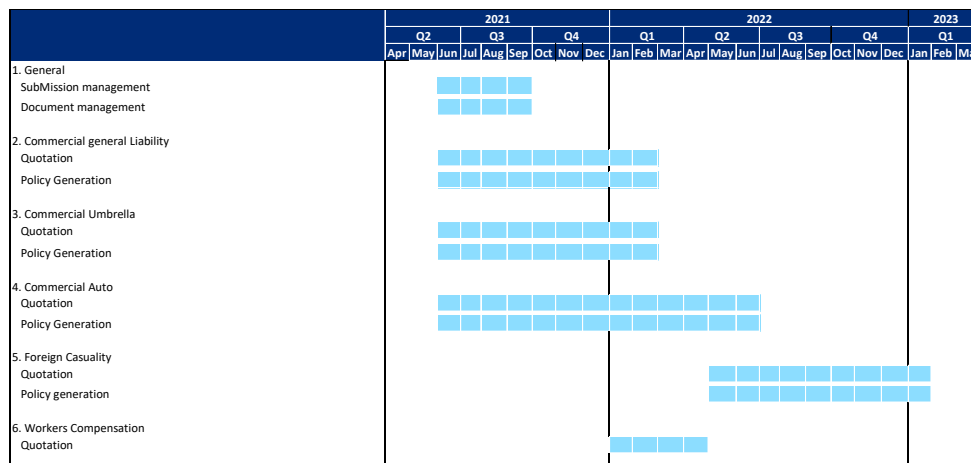 2021 2022 2023
Q2 Q3 Q4 Q1 Q2 Q3 Q4 Q1
Apr May Jun Jul Aug Sep Oct Nov Dec Jan Feb Mar Apr May Jun Jul Aug Sep Oct Nov Dec Jan Feb
1. General
SubMission management
Document management
2. Commercial general Liability
Quotation
Policy Generation
3. Commercial Umbrella
Quotation
Policy Generation
4. Commercial Auto
Quotation
Policy Generation
5. Foreign Casuality
Quotation
Policy generation
6. Workers Compensation
Quotation